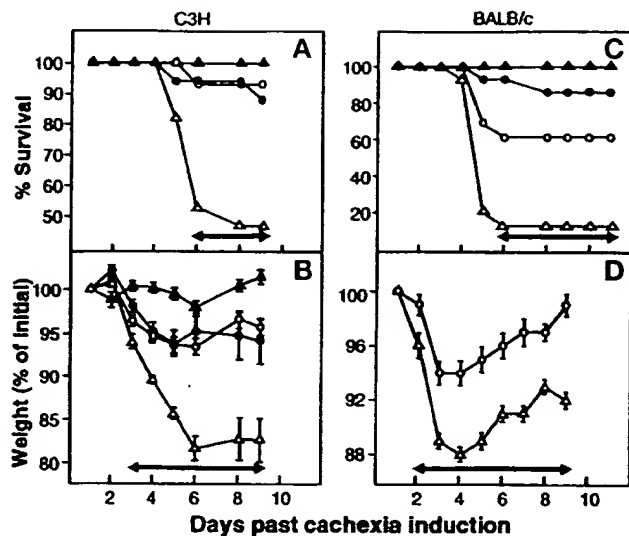 C3H
BALB/c
A
C
% Survival
100
90
80
70
60
50
100
80
60
40
20
B
D
Weight (% of Initial)
100
95
90
85
80
100
96
92
88
2 4 6 8 10
2 4 6 8 10
Days past cachexia induction